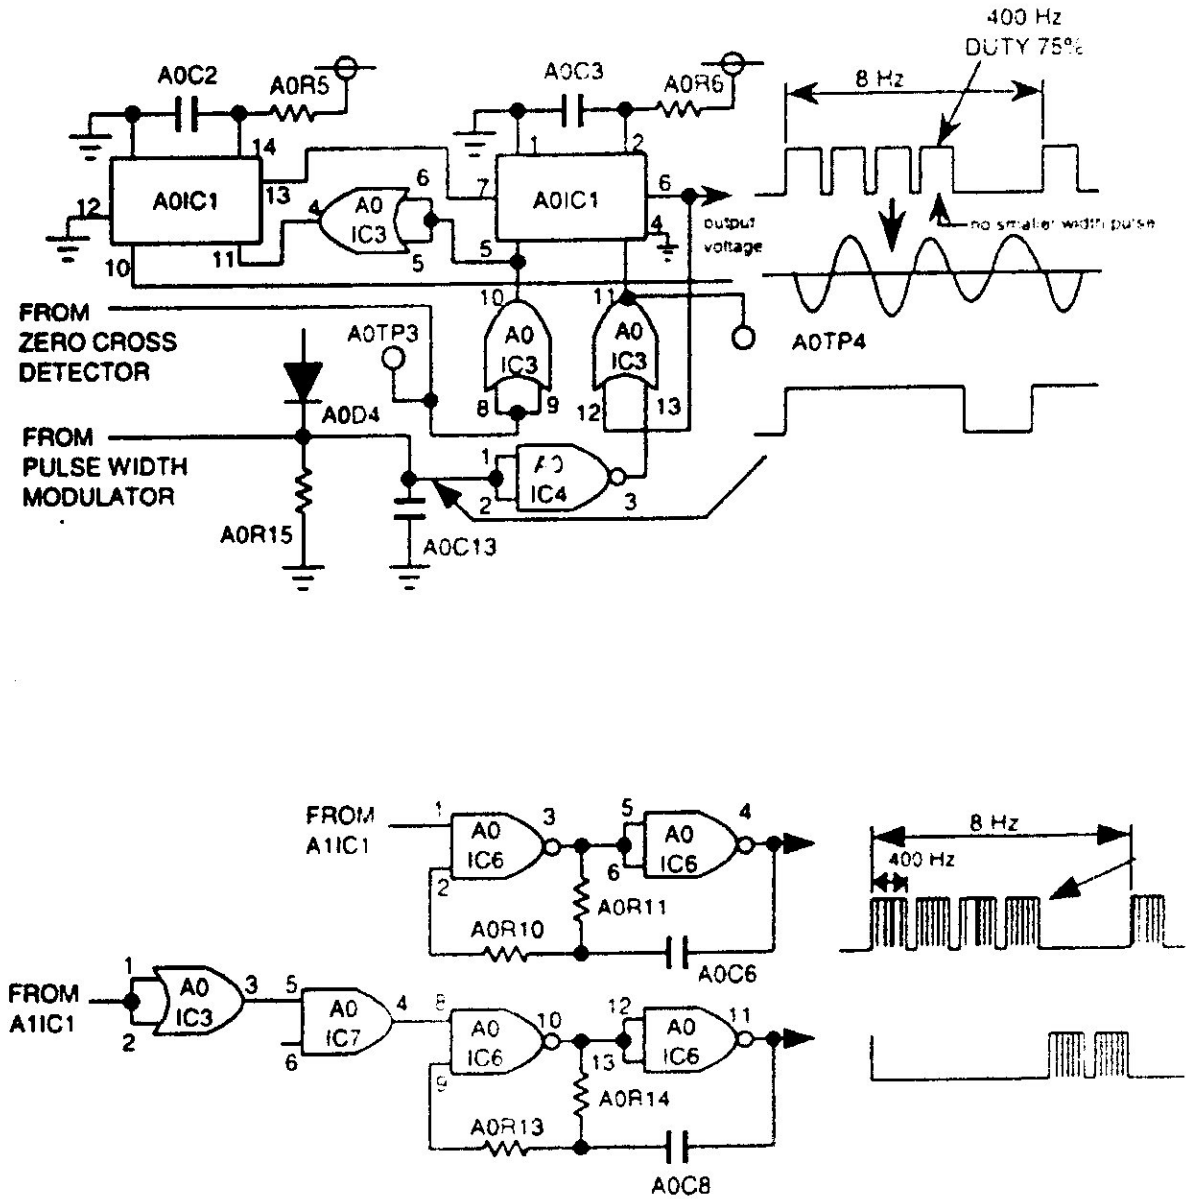 400 Hz
DUTY 75%
A0C2
A0R5
A0C3
A0R6
8 Hz
14
1
2
12
A0IC1
13
7
A0IC1
6
4
A0
IC3
6
5
4
5
output
voltage
no smaller width pulse
10
11
10
11
FROM
ZERO CROSS
DETECTOR
A0TP3
A0
IC3
A0
IC3
A0TP4
8
9
12
13
A0D4
FROM
PULSE WIDTH
MODULATOR
1
2
A0
IC4
3
A0R15
A0C13
FROM
A1IC1
1
2
A0
IC6
3
5
6
A0
IC6
4
8 Hz
400 Hz
A0R11
A0R10
A0C6
FROM
A1IC1
1
2
A0
IC3
3
5
6
A0
IC7
4
8
9
A0
IC6
10
12
13
A0
IC6
11
A0R14
A0R13
A0C8